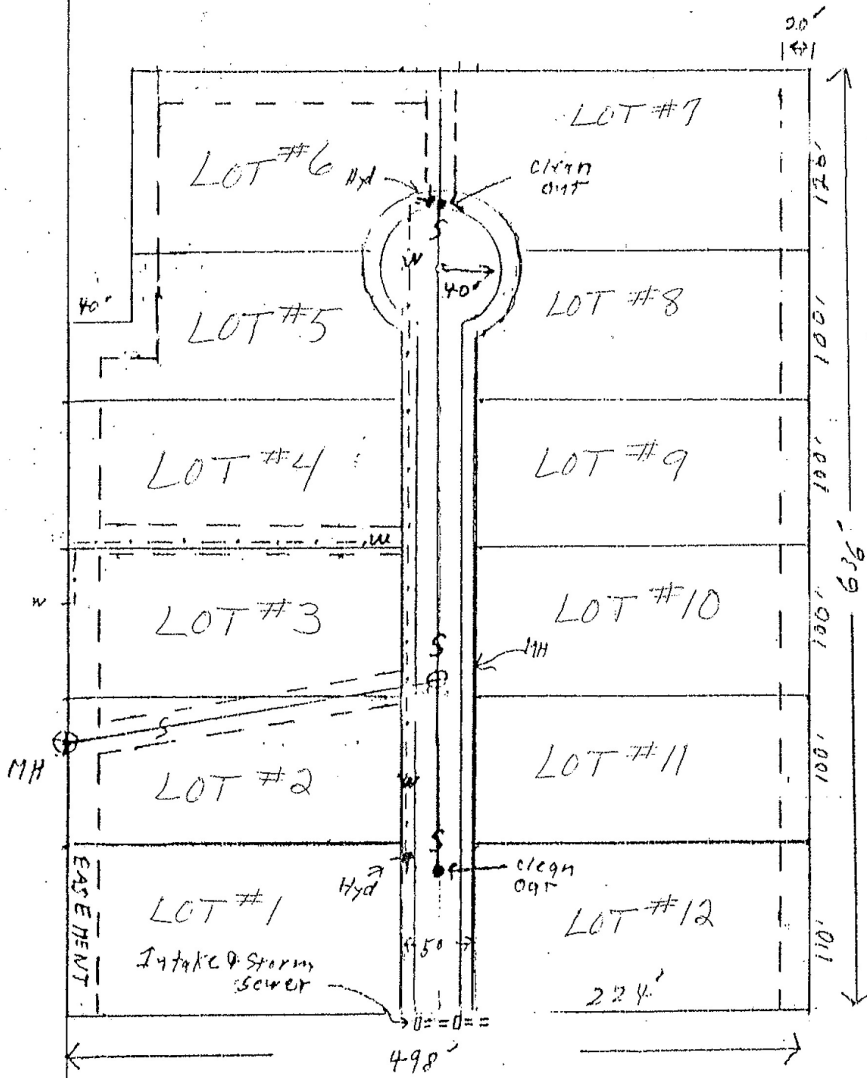 20'
LOT #7
120'
LOT #6
Hyd
clean
out
S
W
40'
40'
LOT #5
LOT #8
100'
LOT #4
LOT #9
100'
W
W
LOT #3
LOT #10
100'
S
MH
S
MH
LOT #2
LOT #11
100'
W
S
Hyd
clean
out
EASEMENT
LOT #1
LOT #12
110'
50'
Intake & Storm
sewer
224'
498'